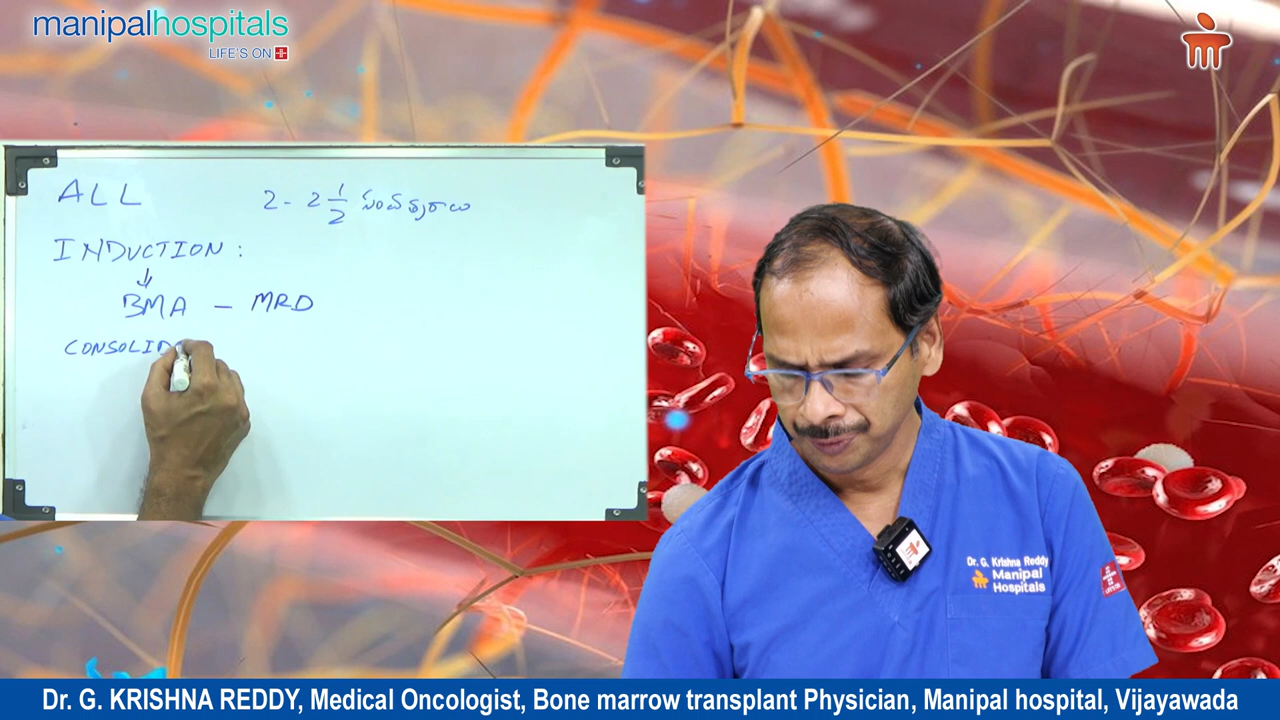 manipalhospitals
LIFE'S ON
ALL 2 - 2 1/2 సంవత్సరాలు
INDUCTION :
BMA - MRD
CONSOLID
Dr. G. Krishna Reddy
Manipal
Hospitals
Dr. G. KRISHNA REDDY, Medical Oncologist, Bone marrow transplant Physician, Manipal hospital, Vijayawada